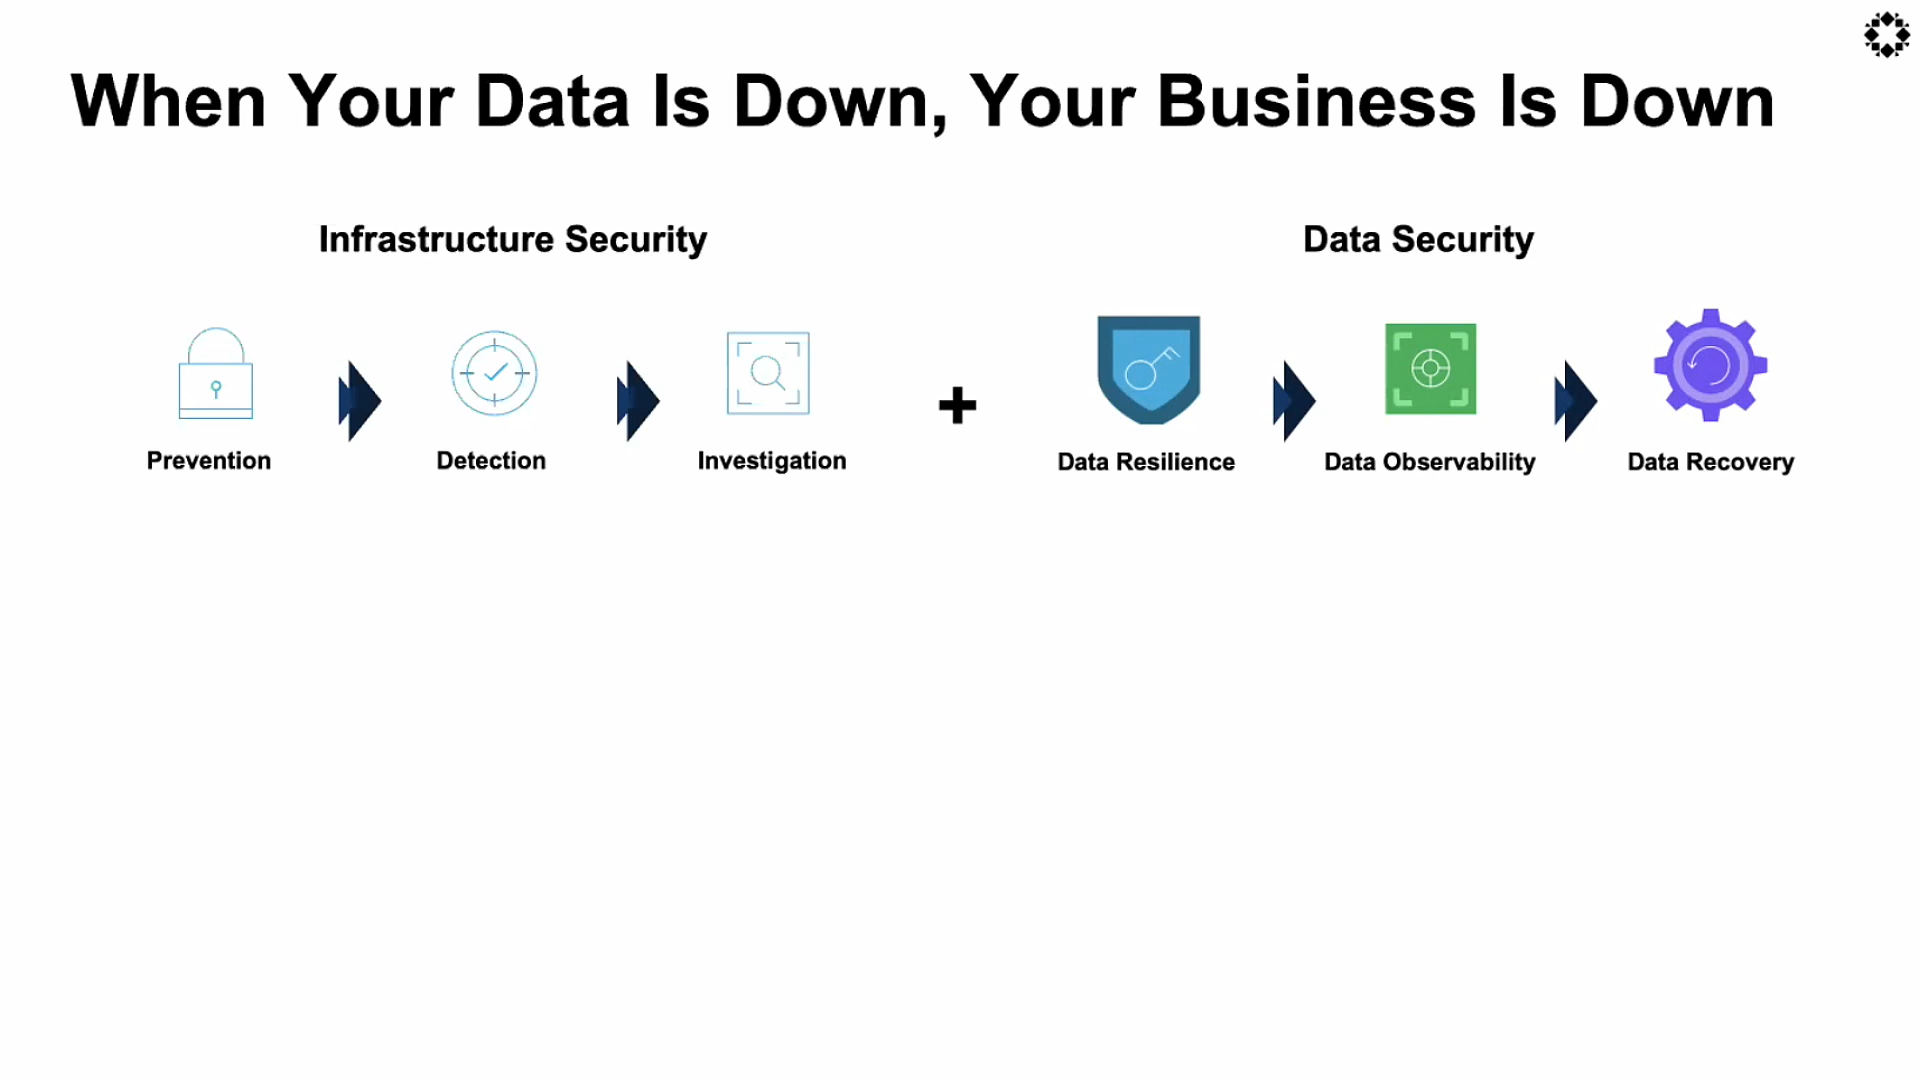 When Your Data Is Down, Your Business Is Down
Infrastructure Security
Data Security
Prevention
Detection
Investigation
+
Data Resilience
Data Observability
Data Recovery